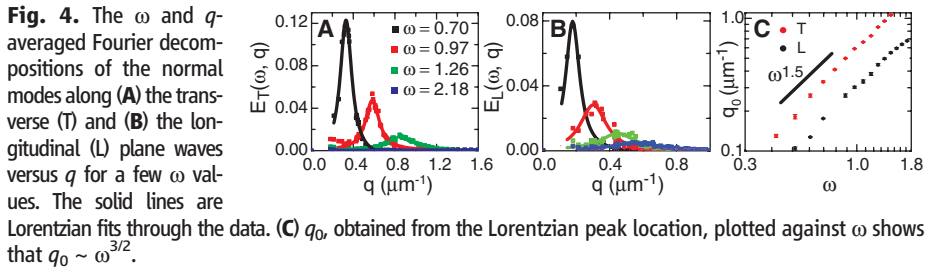 Fig. 4. The ω and q-
averaged Fourier decom-
positions of the normal
modes along (A) the trans-
verse (T) and (B) the lon-
gitudinal (L) plane waves
versus q for a few ω val-
ues. The solid lines are
Lorentzian fits through the data. (C) q₀, obtained from the Lorentzian peak location, plotted against ω shows
that q₀ ~ ω³/².
A
E_T(ω, q)
0.12
0.08
0.04
0.00
0.0 0.4 0.8 1.2 1.6
q (μm⁻¹)
ω = 0.70
ω = 0.97
ω = 1.26
ω = 2.18
B
E_L(ω, q)
0.08
0.04
0.00
0.0 0.4 0.8
q (μm⁻¹)
C
q₀ (μm⁻¹)
1
0.1
T
L
ω¹·⁵
0.3 1.0 1.8
ω